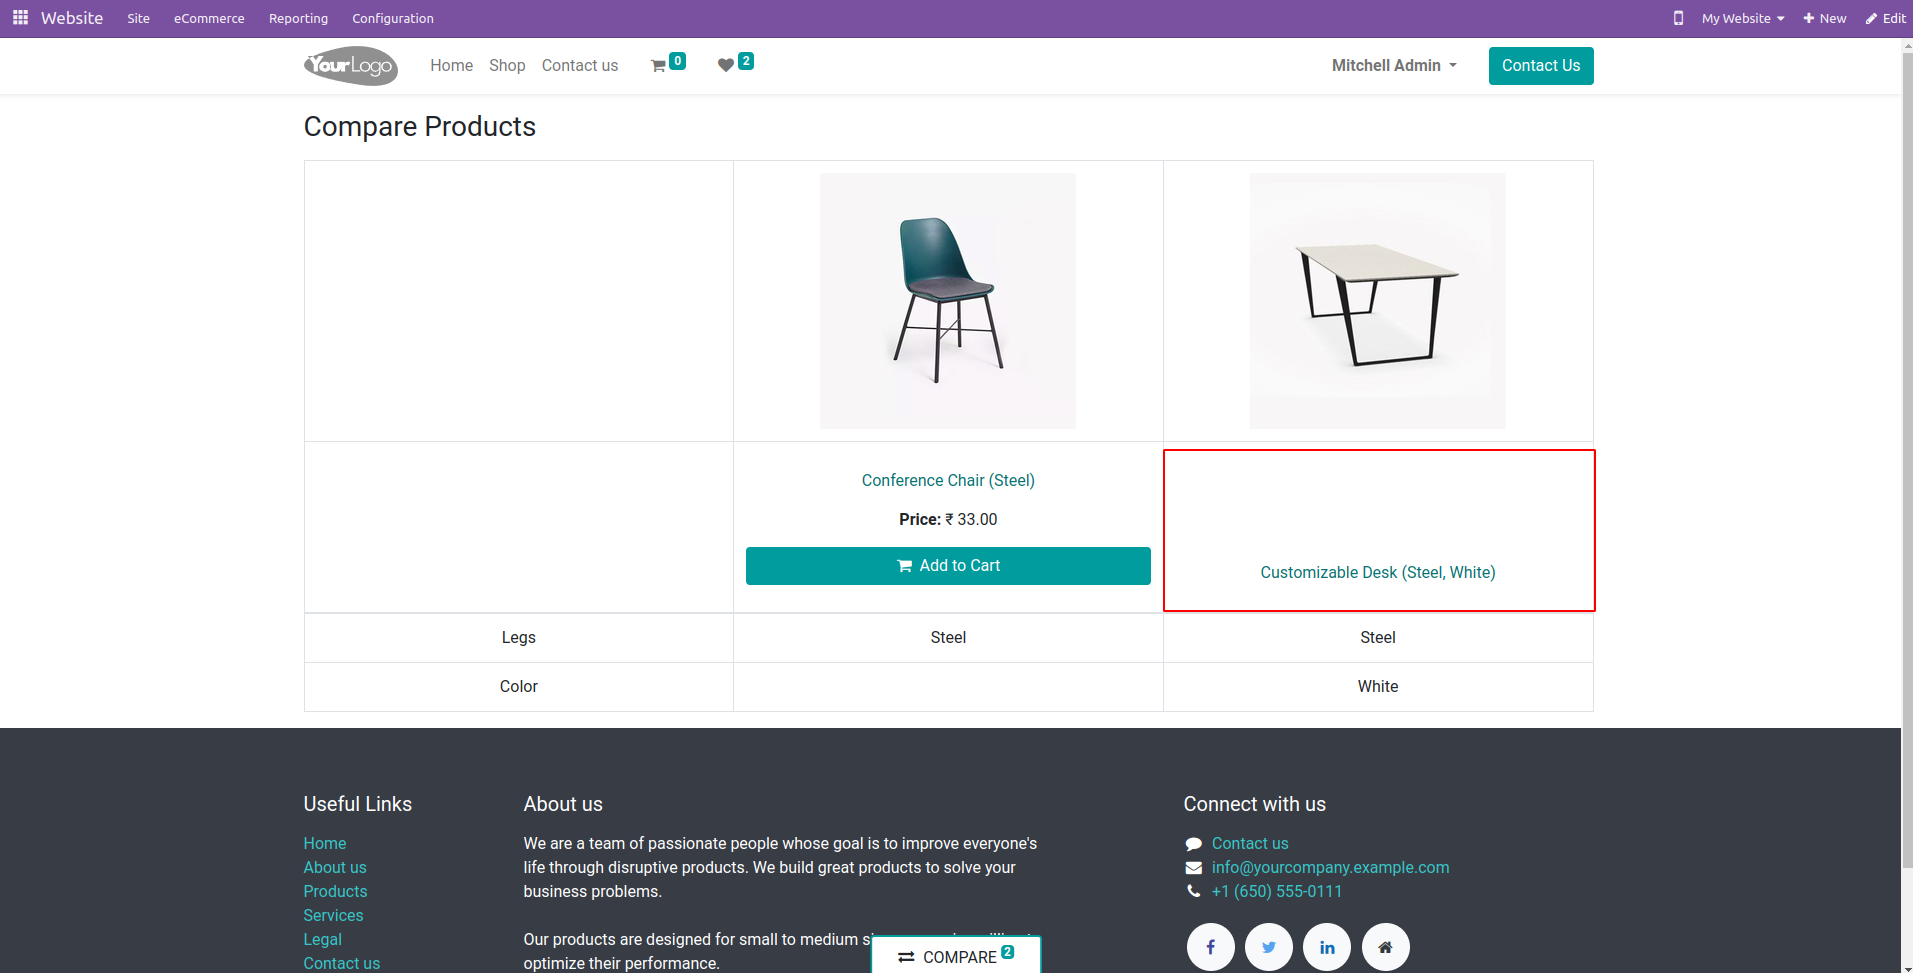 Website Site eCommerce Reporting Configuration My Website New Edit
YourLogo Home Shop Contact us 0 2 Mitchell Admin Contact Us
Compare Products
Conference Chair (Steel)
Price: ₹ 33.00
Add to Cart
Customizable Desk (Steel, White)
Legs Steel Steel
Color White
Useful Links
Home
About us
Products
Services
Legal
Contact us
About us
We are a team of passionate people whose goal is to improve everyone's
life through disruptive products. We build great products to solve your
business problems.
Our products are designed for small to medium
optimize their performance.
Connect with us
Contact us
info@yourcompany.example.com
+1 (650) 555-0111
COMPARE 2